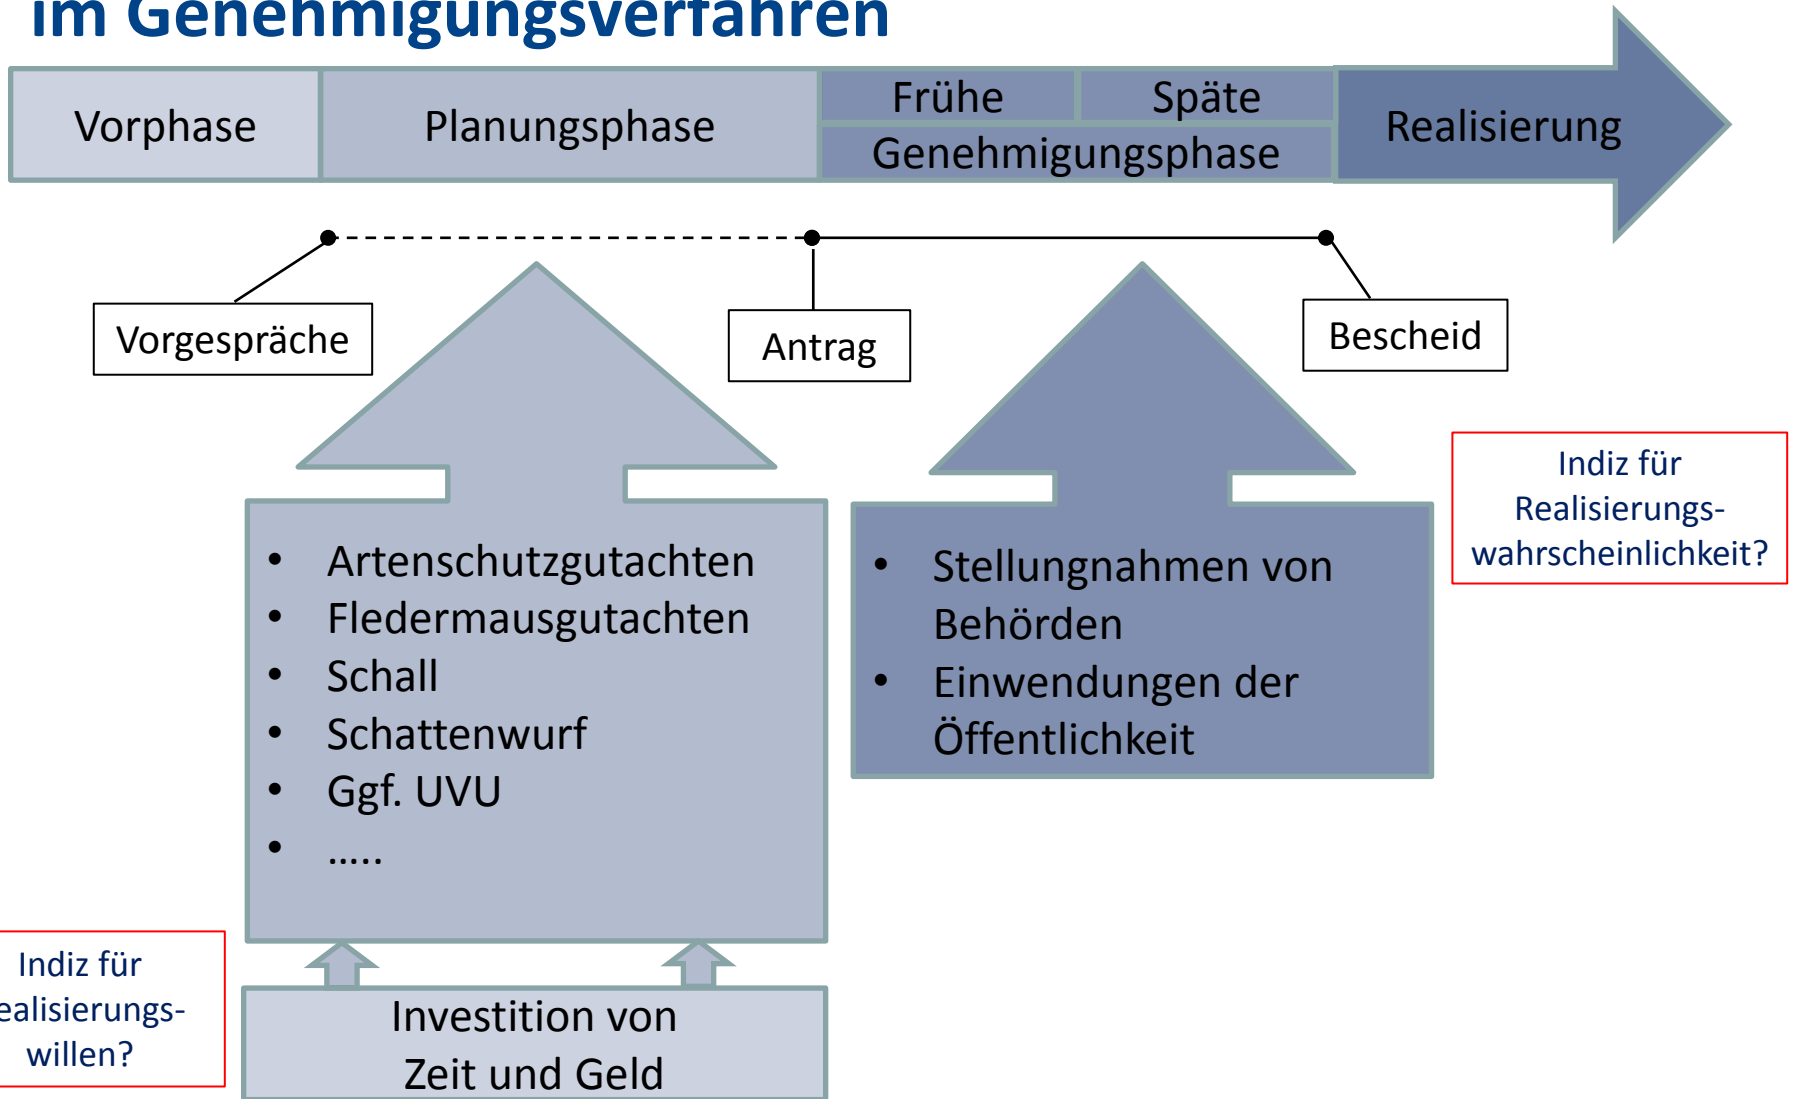 im Genehmigungsverfahren
Vorphase
Planungsphase
Frühe
Späte
Genehmigungsphase
Realisierung
Vorgespräche
Antrag
Bescheid
Indiz für
Realisierungs-
wahrscheinlichkeit?
• Artenschutzgutachten
• Fledermausgutachten
• Schall
• Schattenwurf
• Ggf. UVU
• …..
• Stellungnahmen von
Behörden
• Einwendungen der
Öffentlichkeit
Indiz für
ealisierungs-
willen?
Investition von
Zeit und Geld